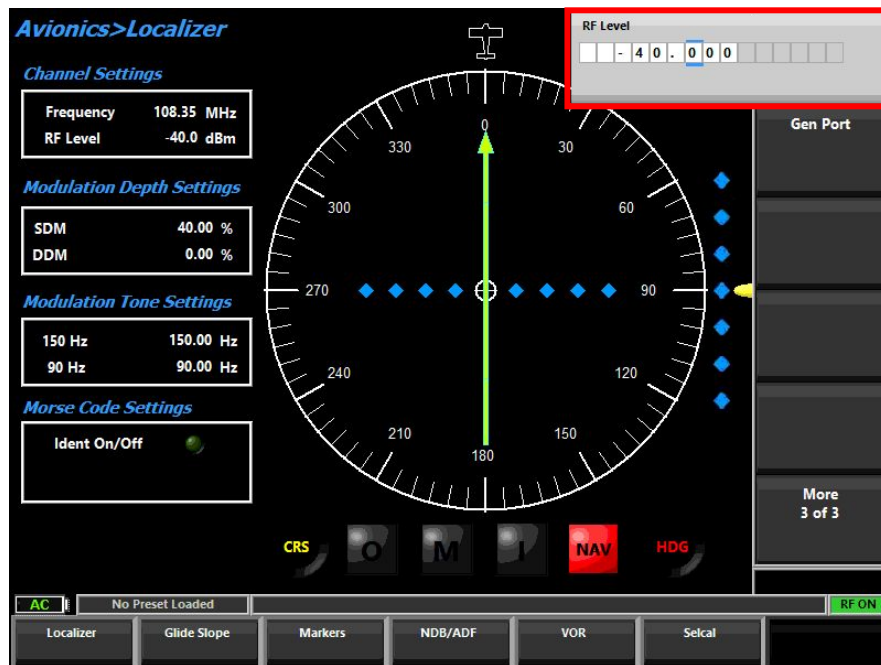 Avionics>Localizer
RF Level
-40.000
Channel Settings
Frequency 108.35 MHz
RF Level -40.0 dBm
Gen Port
Modulation Depth Settings
SDM 40.00 %
DDM 0.00 %
Modulation Tone Settings
150 Hz 150.00 Hz
90 Hz 90.00 Hz
Morse Code Settings
Ident On/Off
0
30
60
90
120
150
180
210
240
270
300
330
More
3 of 3
CRS O M I NAV HDG
AC No Preset Loaded RF ON
Localizer Glide Slope Markers NDB/ADF VOR Selcal